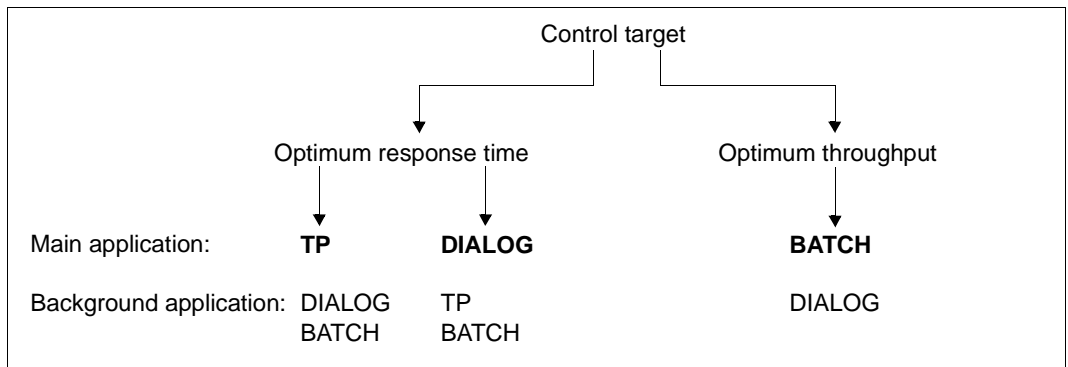 Control target
Optimum response time Optimum throughput
Main application: TP DIALOG BATCH
Background application: DIALOG TP DIALOG
BATCH BATCH